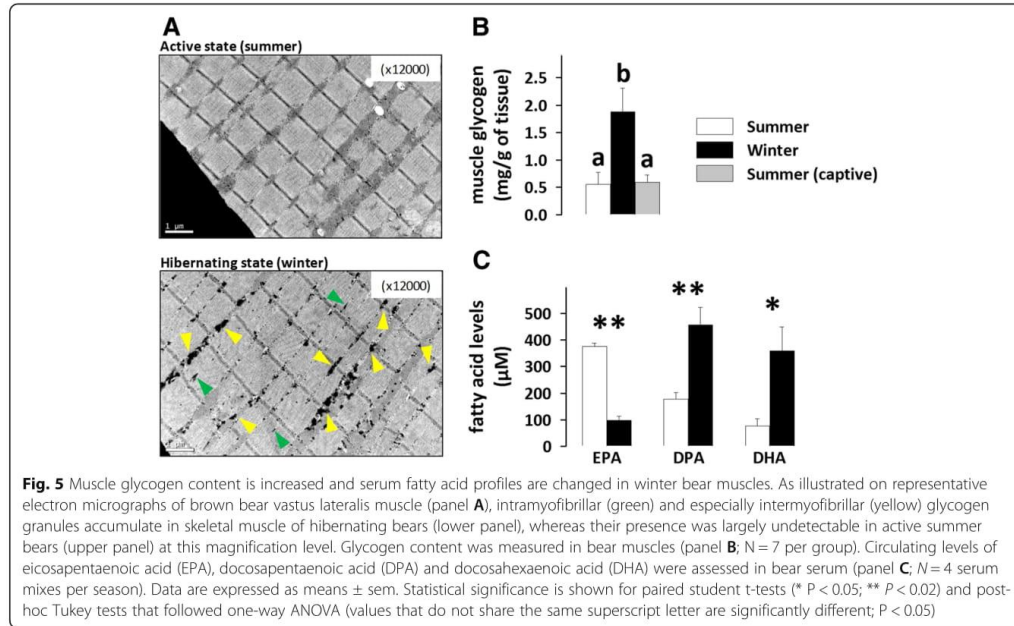 A
Active state (summer)
(x12000)
1 µm
Hibernating state (winter)
(x12000)
B
muscle glycogen
(mg/g of tissue)
2.5
2.0
1.5
1.0
0.5
0.0
a
b
a
Summer
Winter
Summer (captive)
C
fatty acid levels
(µM)
500
400
300
200
100
0
**
**
*
EPA
DPA
DHA
Fig. 5 Muscle glycogen content is increased and serum fatty acid profiles are changed in winter bear muscles. As illustrated on representative
electron micrographs of brown bear vastus lateralis muscle (panel A), intramyofibrillar (green) and especially intermyofibrillar (yellow) glycogen
granules accumulate in skeletal muscle of hibernating bears (lower panel), whereas their presence was largely undetectable in active summer
bears (upper panel) at this magnification level. Glycogen content was measured in bear muscles (panel B; N = 7 per group). Circulating levels of
eicosapentaenoic acid (EPA), docosapentaenoic acid (DPA) and docosahexaenoic acid (DHA) were assessed in bear serum (panel C; N = 4 serum
mixes per season). Data are expressed as means ± sem. Statistical significance is shown for paired student t-tests (* P < 0.05; ** P < 0.02) and post-
hoc Tukey tests that followed one-way ANOVA (values that do not share the same superscript letter are significantly different; P < 0.05)